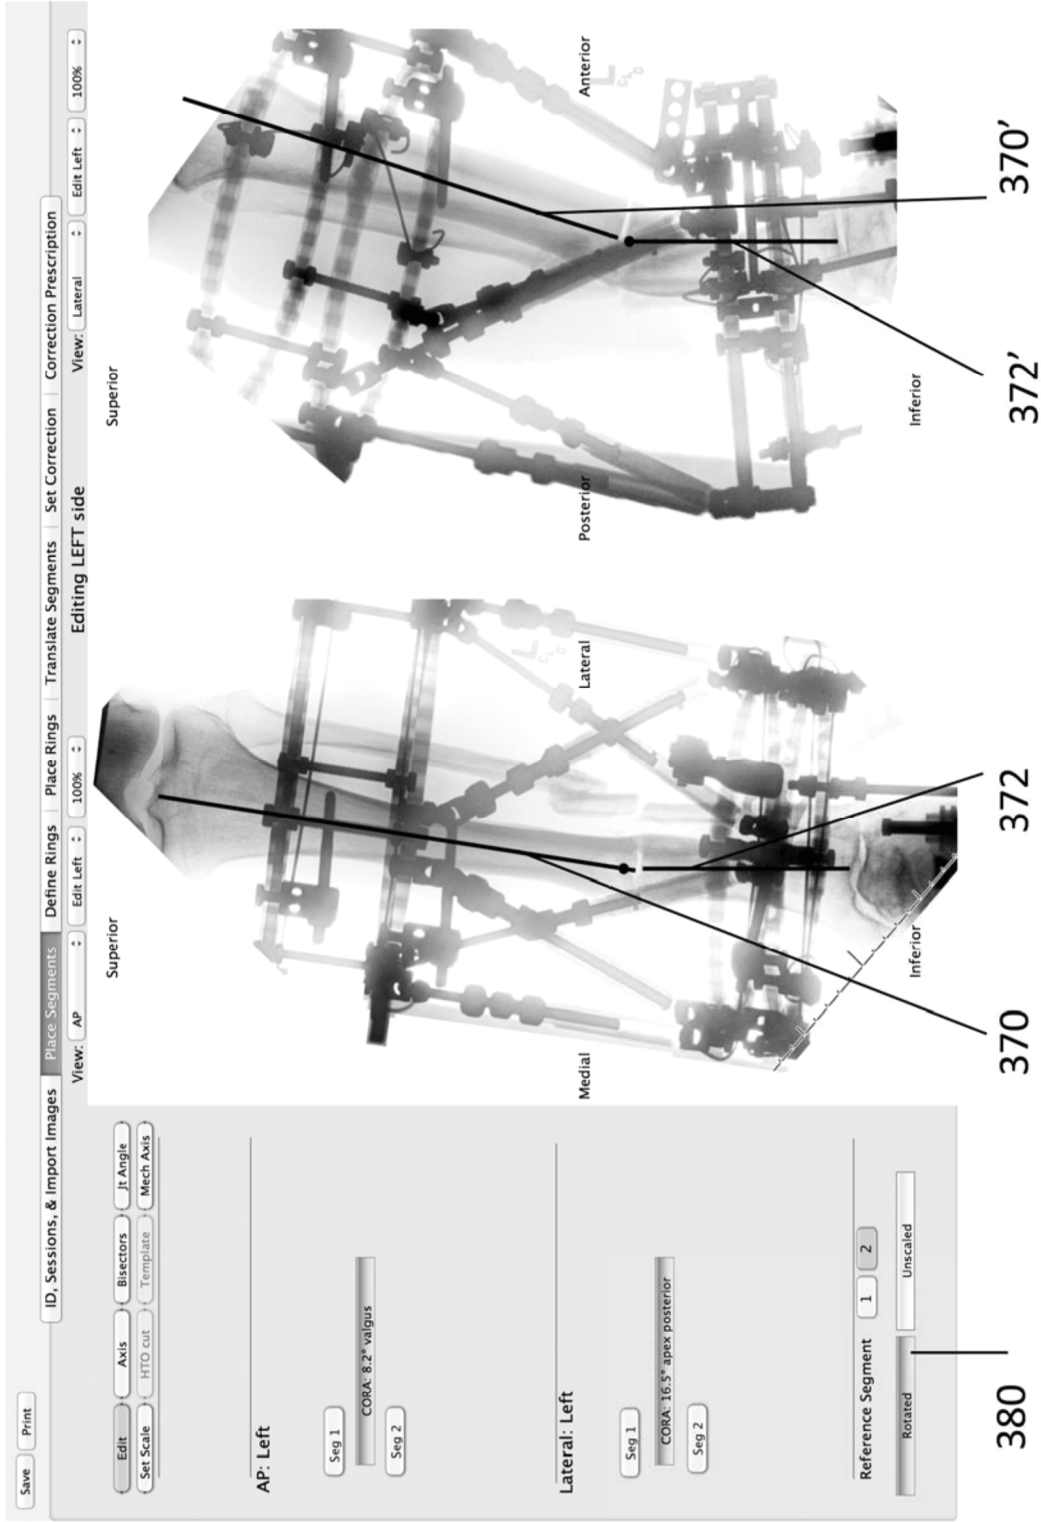 Save Print
ID, Sessions, & Import Images Place Segments Define Rings Place Rings Translate Segments Set Correction Correction Prescription
Editing LEFT side
View: AP Edit Left 100% View: Lateral Edit Left 100%
Edit Axis Bisectors Jt Angle
Set Scale HTO cut Template Mech Axis
AP: Left
Seg 1
CORA: 8.2° valgus
Seg 2
Lateral: Left
Seg 1
CORA: 16.5° apex posterior
Seg 2
Reference Segment 1 2
Rotated Unscaled
Superior
Medial
Lateral
L
CLD
Inferior
Superior
Posterior
Anterior
L
CLD
Inferior
380
370
372
372'
370'